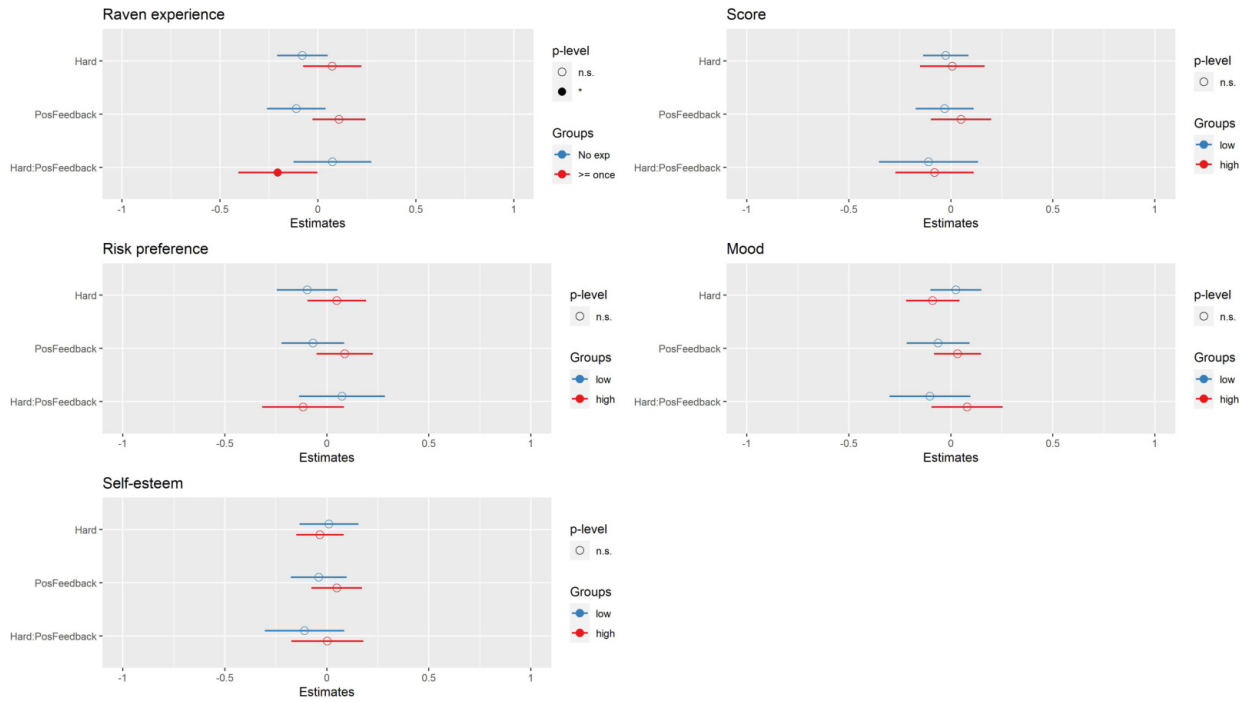 Raven experience
Hard
PosFeedback
Hard:PosFeedback
-1
-0.5
0
0.5
1
Estimates
p-level
n.s.
*
Groups
No exp
>= once
Score
Hard
PosFeedback
Hard:PosFeedback
-1
-0.5
0
0.5
1
Estimates
p-level
n.s.
Groups
low
high
Risk preference
Hard
PosFeedback
Hard:PosFeedback
-1
-0.5
0
0.5
1
Estimates
p-level
n.s.
Groups
low
high
Mood
Hard
PosFeedback
Hard:PosFeedback
-1
-0.5
0
0.5
1
Estimates
p-level
n.s.
Groups
low
high
Self-esteem
Hard
PosFeedback
Hard:PosFeedback
-1
-0.5
0
0.5
1
Estimates
p-level
n.s.
Groups
low
high